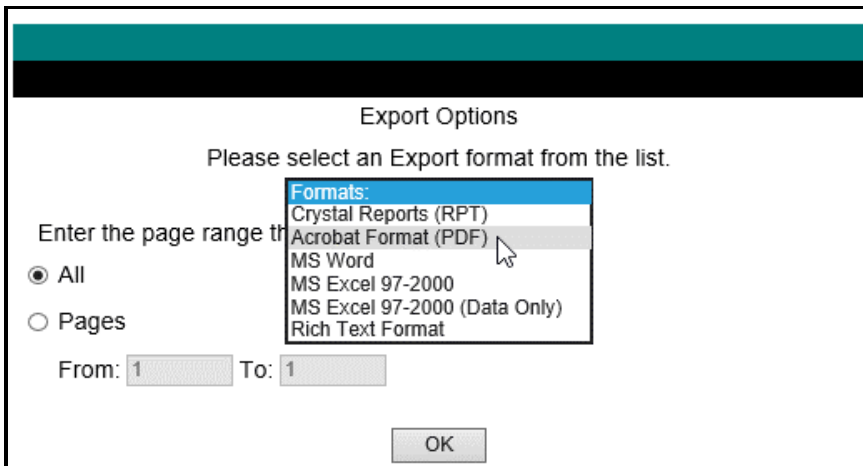 Export Options
Please select an Export format from the list.
Formats:
Crystal Reports (RPT)
Enter the page range th
Acrobat Format (PDF)
MS Word
All
MS Excel 97-2000
MS Excel 97-2000 (Data Only)
Pages
Rich Text Format
From: 1 To: 1
OK